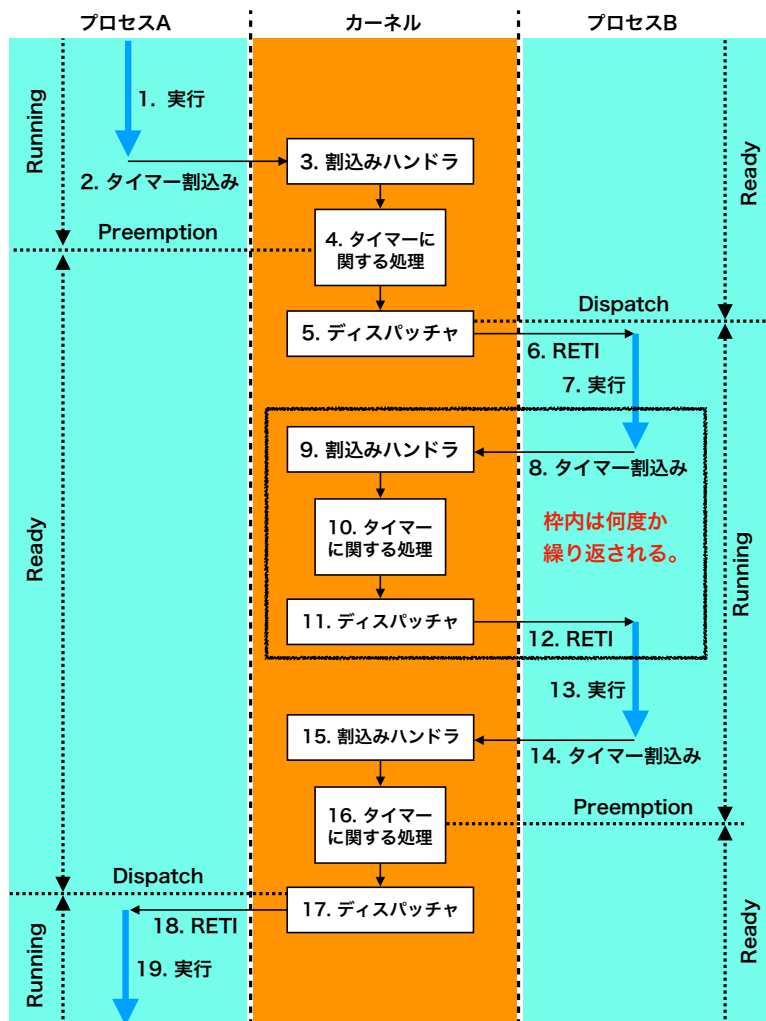 プロセスA
カーネル
プロセスB
1. 実行
Running
2. タイマー割込み
3. 割込みハンドラ
Ready
Preemption
4. タイマーに
関する処理
Dispatch
5. ディスパッチャ
6. RETI
7. 実行
9. 割込みハンドラ
8. タイマー割込み
10. タイマー
に関する処理
枠内は何度か
繰り返される。
Ready
Running
11. ディスパッチャ
12. RETI
13. 実行
15. 割込みハンドラ
14. タイマー割込み
16. タイマー
に関する処理
Preemption
Dispatch
17. ディスパッチャ
18. RETI
19. 実行
Running
Ready